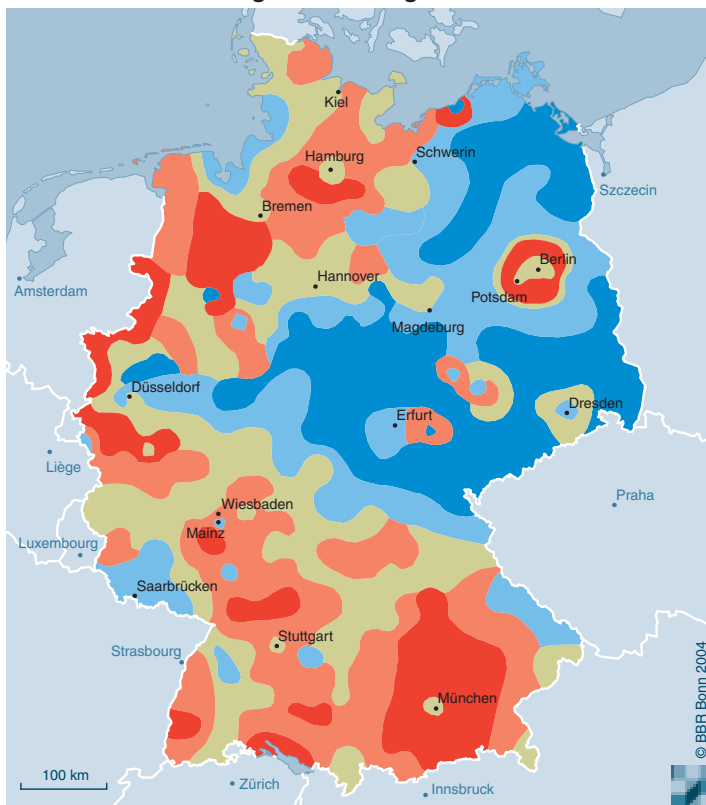 Kiel
Hamburg
Schwerin
Szczecin
Bremen
Berlin
Hannover
Potsdam
Amsterdam
Magdeburg
Düsseldorf
Dresden
Erfurt
Liège
Wiesbaden
Praha
Mainz
Luxembourg
Saarbrücken
Stuttgart
Strasbourg
München
© BBR Bonn 2004
100 km
Zürich
Innsbruck